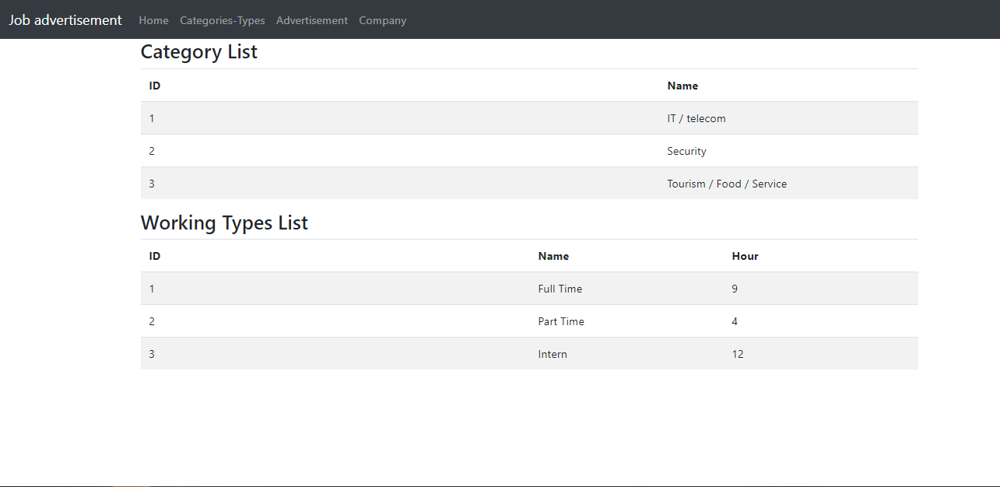 Job advertisement Home Categories-Types Advertisement Company
Category List
ID Name
1 IT / telecom
2 Security
3 Tourism / Food / Service
Working Types List
ID Name Hour
1 Full Time 9
2 Part Time 4
3 Intern 12